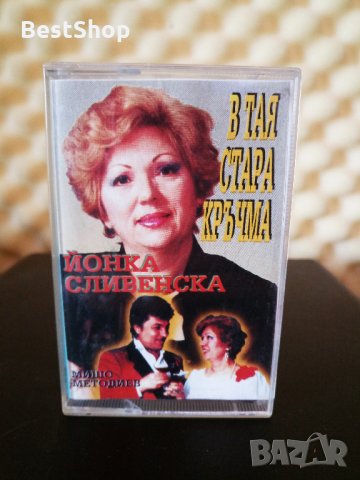 BestShop
В ТАЯ
СТАРА
КРЪЧМА
ЙОНКА
СЛИВЕНСКА
МИШО
МЕТОДИЕВ
BAZAR